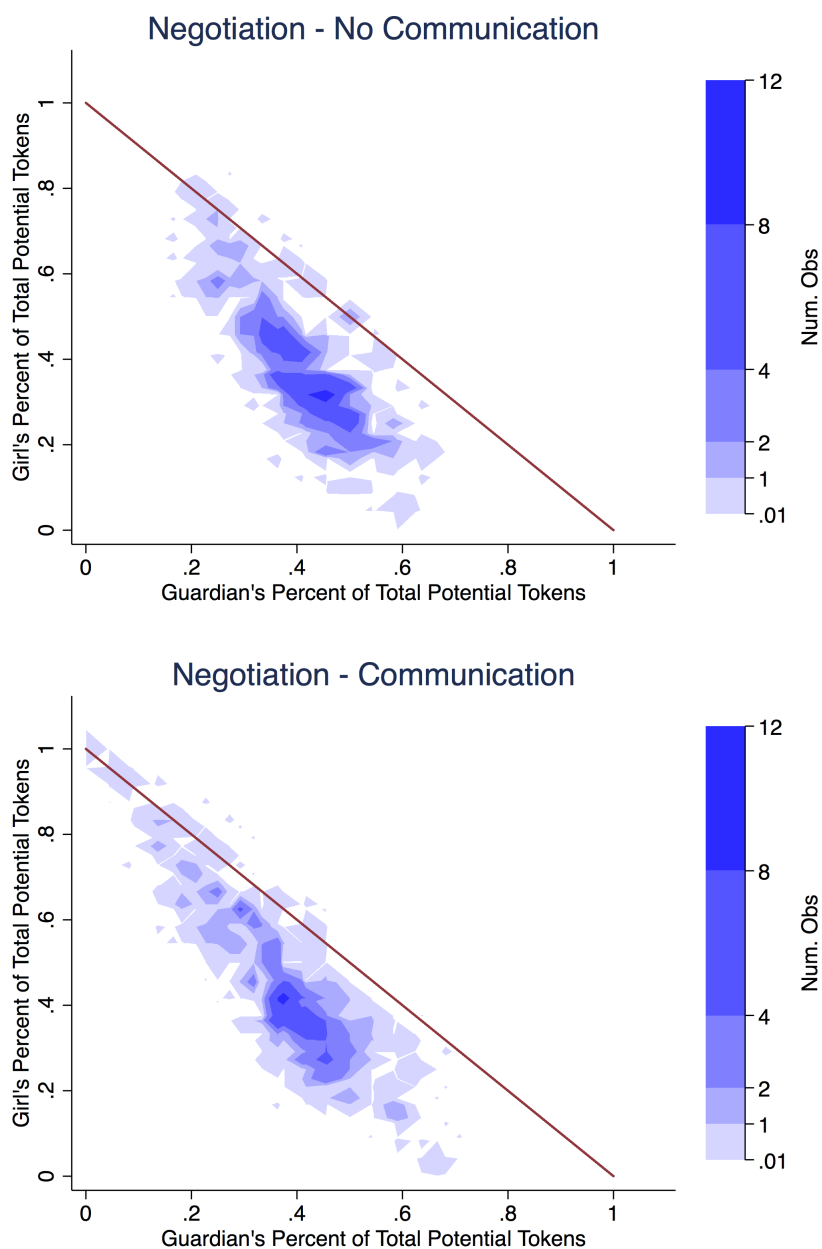 Negotiation - No Communication
Girl's Percent of Total Potential Tokens
1
.8
.6
.4
.2
0
0 .2 .4 .6 .8 1
Guardian's Percent of Total Potential Tokens
12
8
4
2
1
.01
Num. Obs
Negotiation - Communication
Girl's Percent of Total Potential Tokens
1
.8
.6
.4
.2
0
0 .2 .4 .6 .8 1
Guardian's Percent of Total Potential Tokens
12
8
4
2
1
.01
Num. Obs